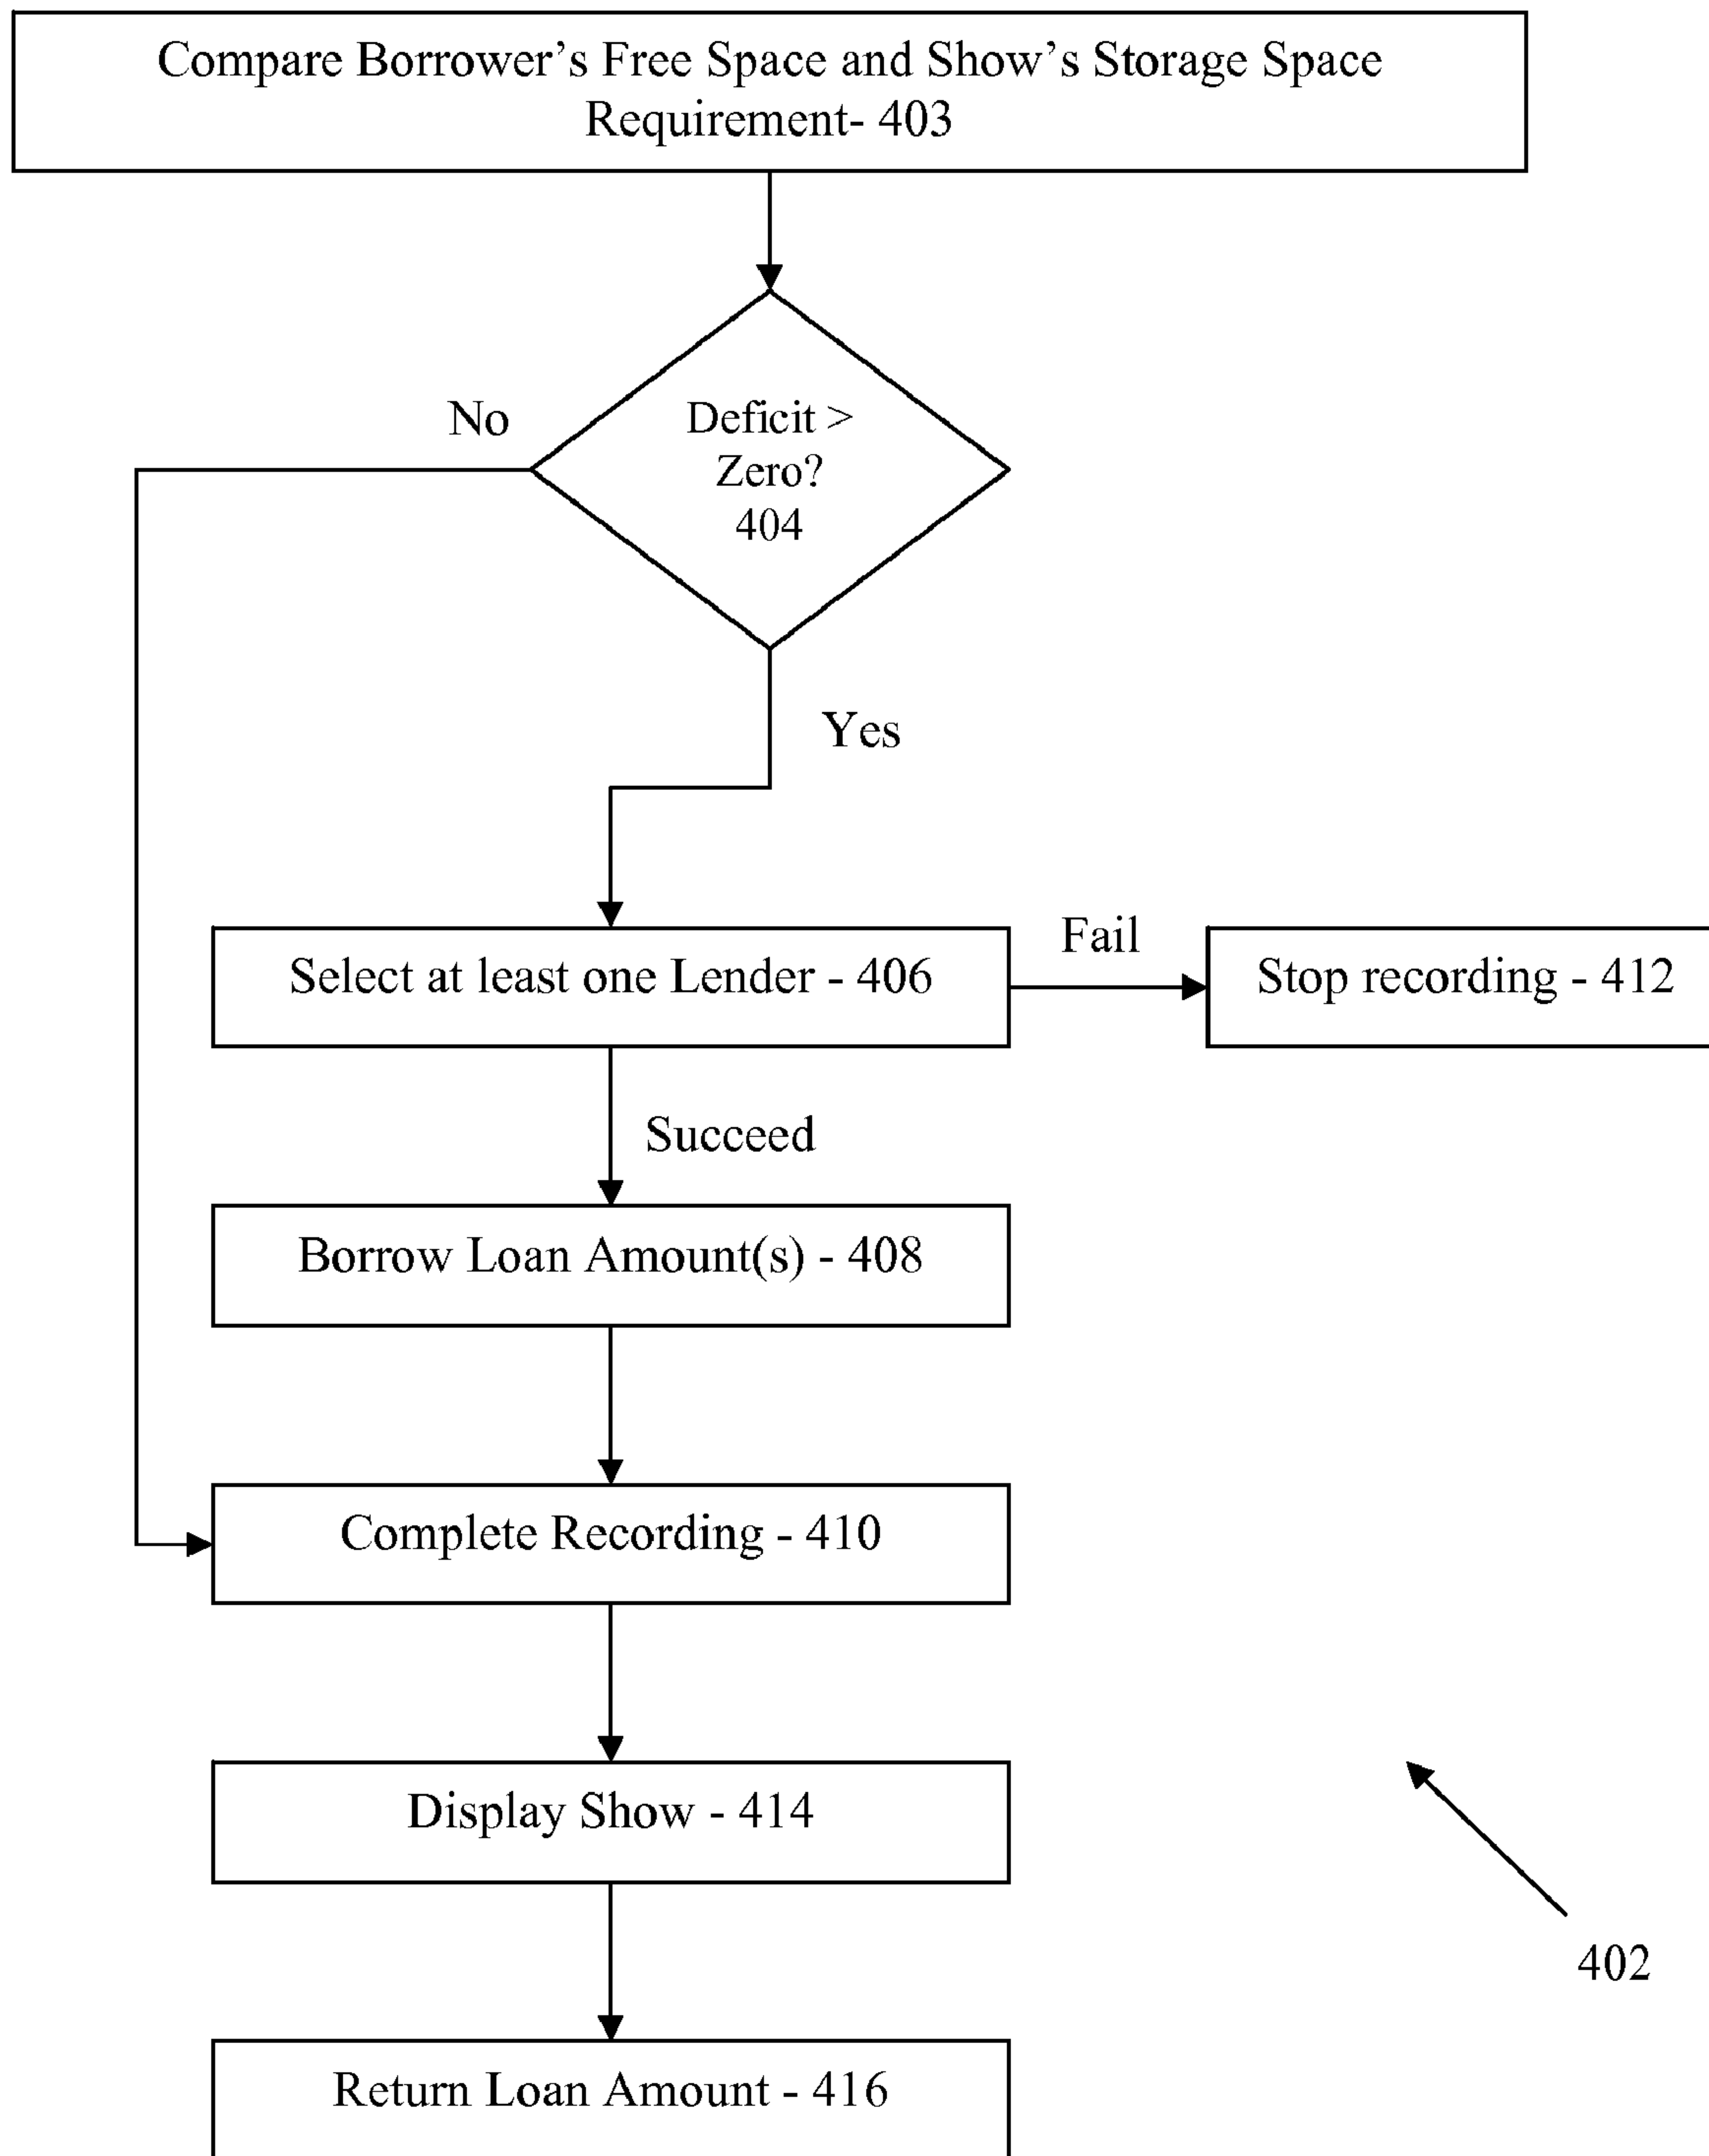 Compare Borrower’s Free Space and Show’s Storage Space
Requirement- 403
No
Deficit >
Zero?
404
Yes
Fail
Select at least one Lender - 406
Stop recording - 412
Succeed
Borrow Loan Amount(s) - 408
Complete Recording - 410
Display Show - 414
402
Return Loan Amount - 416